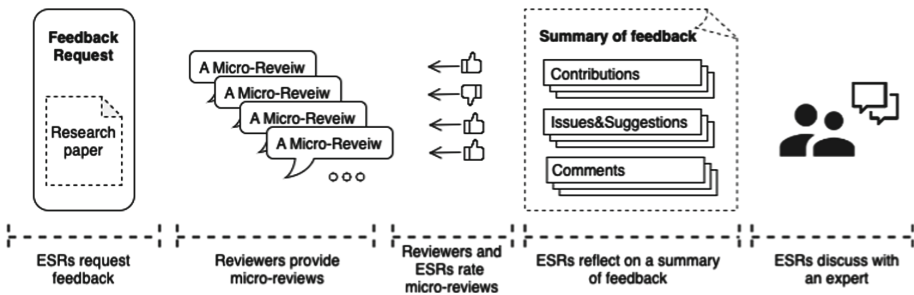 Feedback
Request
Research
paper
A Micro-Reveiw
A Micro-Reveiw
A Micro-Reveiw
A Micro-Reveiw
Summary of feedback
Contributions
Issues&Suggestions
Comments
ESRs request
feedback
Reviewers provide
micro-reviews
Reviewers and
ESRs rate
micro-reviews
ESRs reflect on a summary
of feedback
ESRs discuss with
an expert